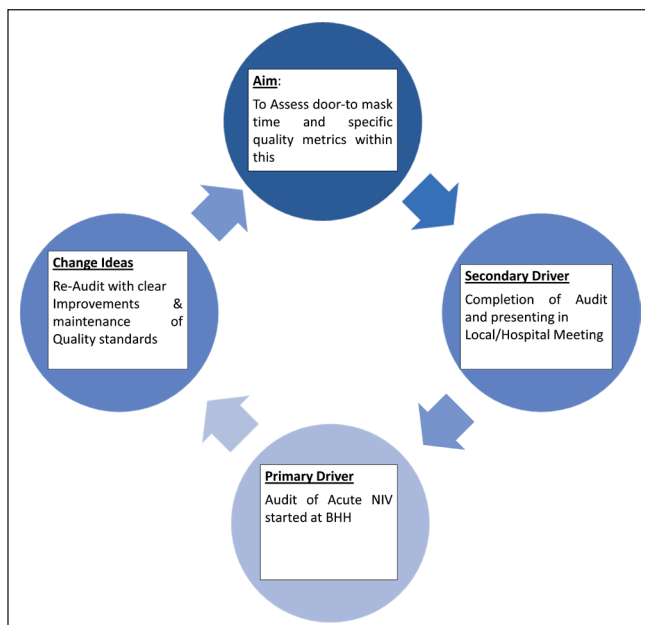 Aim:
To Assess door-to mask
time and specific
quality metrics within
this
Change Ideas
Re-Audit with clear
Improvements &
maintenance of
Quality standards
Secondary Driver
Completion of Audit
and presenting in
Local/Hospital Meeting
Primary Driver
Audit of Acute NIV
started at BHH